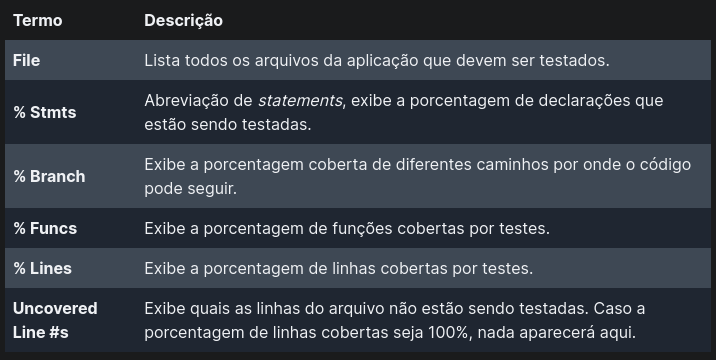 Termo Descrição
File Lista todos os arquivos da aplicação que devem ser testados.
% Stmts Abreviação de statements, exibe a porcentagem de declarações que
estão sendo testadas.
% Branch Exibe a porcentagem coberta de diferentes caminhos por onde o código
pode seguir.
% Funcs Exibe a porcentagem de funções cobertas por testes.
% Lines Exibe a porcentagem de linhas cobertas por testes.
Uncovered Exibe quais as linhas do arquivo não estão sendo testadas. Caso a
Line #s porcentagem de linhas cobertas seja 100%, nada aparecerá aqui.